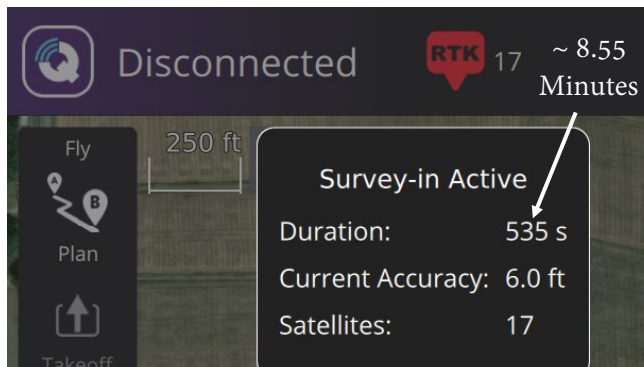 Disconnected
RTK 17
~ 8.55
Minutes
Fly
250 ft
Plan
Takeoff
Survey-in Active
Duration: 535 s
Current Accuracy: 6.0 ft
Satellites: 17